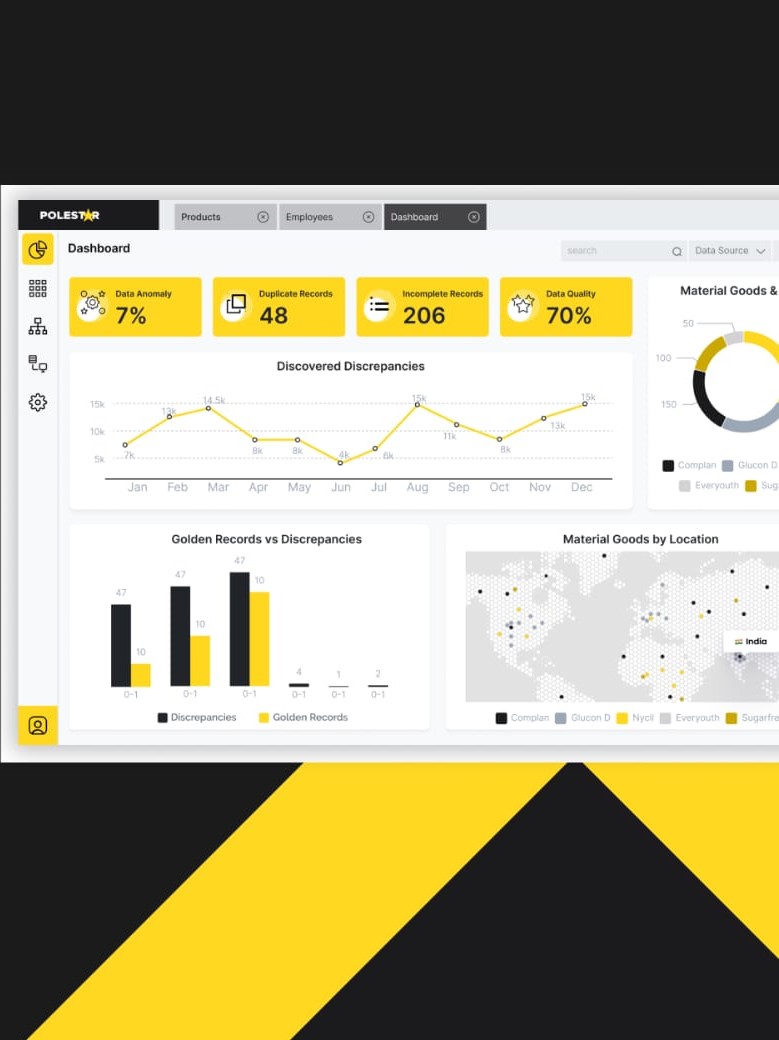 POLESTAR
Products
Employees
Dashboard
Dashboard
search
Data Source
Data Anomaly
7%
Duplicate Records
48
Incomplete Records
206
Data Quality
70%
Discovered Discrepancies
15k
10k
5k
7k
13k
14.5k
8k
8k
4k
6k
15k
11k
8k
13k
15k
Jan Feb Mar Apr May Jun Jul Aug Sep Oct Nov Dec
Material Goods &
50
100
150
Complan Glucon D
Everyouth Sug
Golden Records vs Discrepancies
47 10
47 10
47 10
4 1 2
0-1 0-1 0-1 0-1 0-1 0-1
Discrepancies Golden Records
Material Goods by Location
India
Complan Glucon D Nycil Everyouth Sugarfre